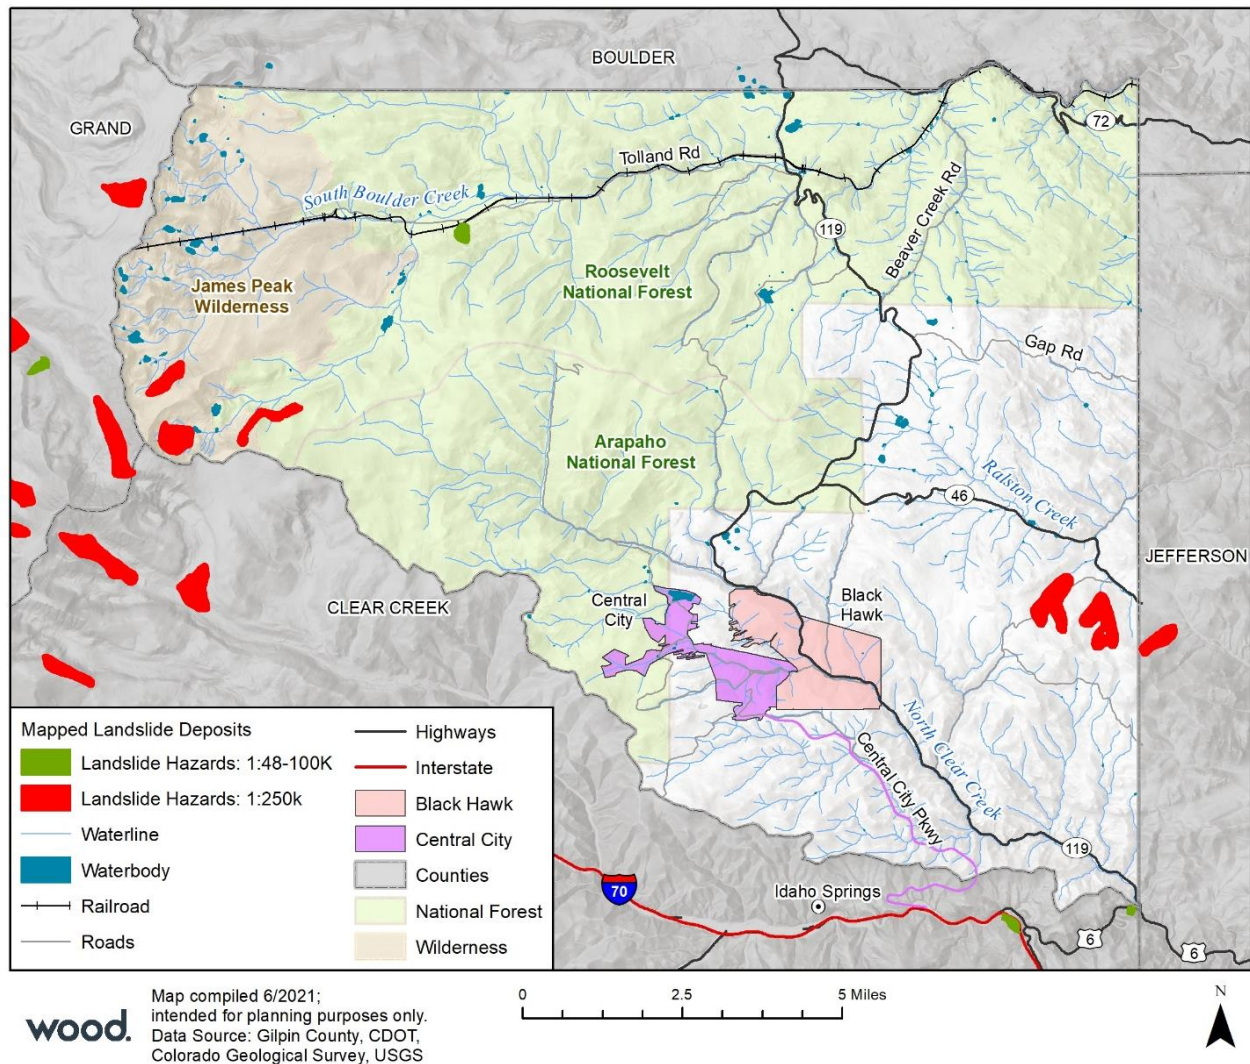 BOULDER
GRAND
72
Tolland Rd
South Boulder Creek
Beaver Creek Rd
119
James Peak
Wilderness
Roosevelt
National Forest
Gap Rd
Arapaho
National Forest
46
Ralston Creek
JEFFERSON
CLEAR CREEK
Central
City
Black
Hawk
North Clear Creek
Central City Pkwy
119
Idaho Springs
70
6
6
Mapped Landslide Deposits
Landslide Hazards: 1:48-100K
Landslide Hazards: 1:250k
Waterline
Waterbody
Railroad
Roads
Highways
Interstate
Black Hawk
Central City
Counties
National Forest
Wilderness
wood.
Map compiled 6/2021;
intended for planning purposes only.
Data Source: Gilpin County, CDOT,
Colorado Geological Survey, USGS
0 2.5 5 Miles
N